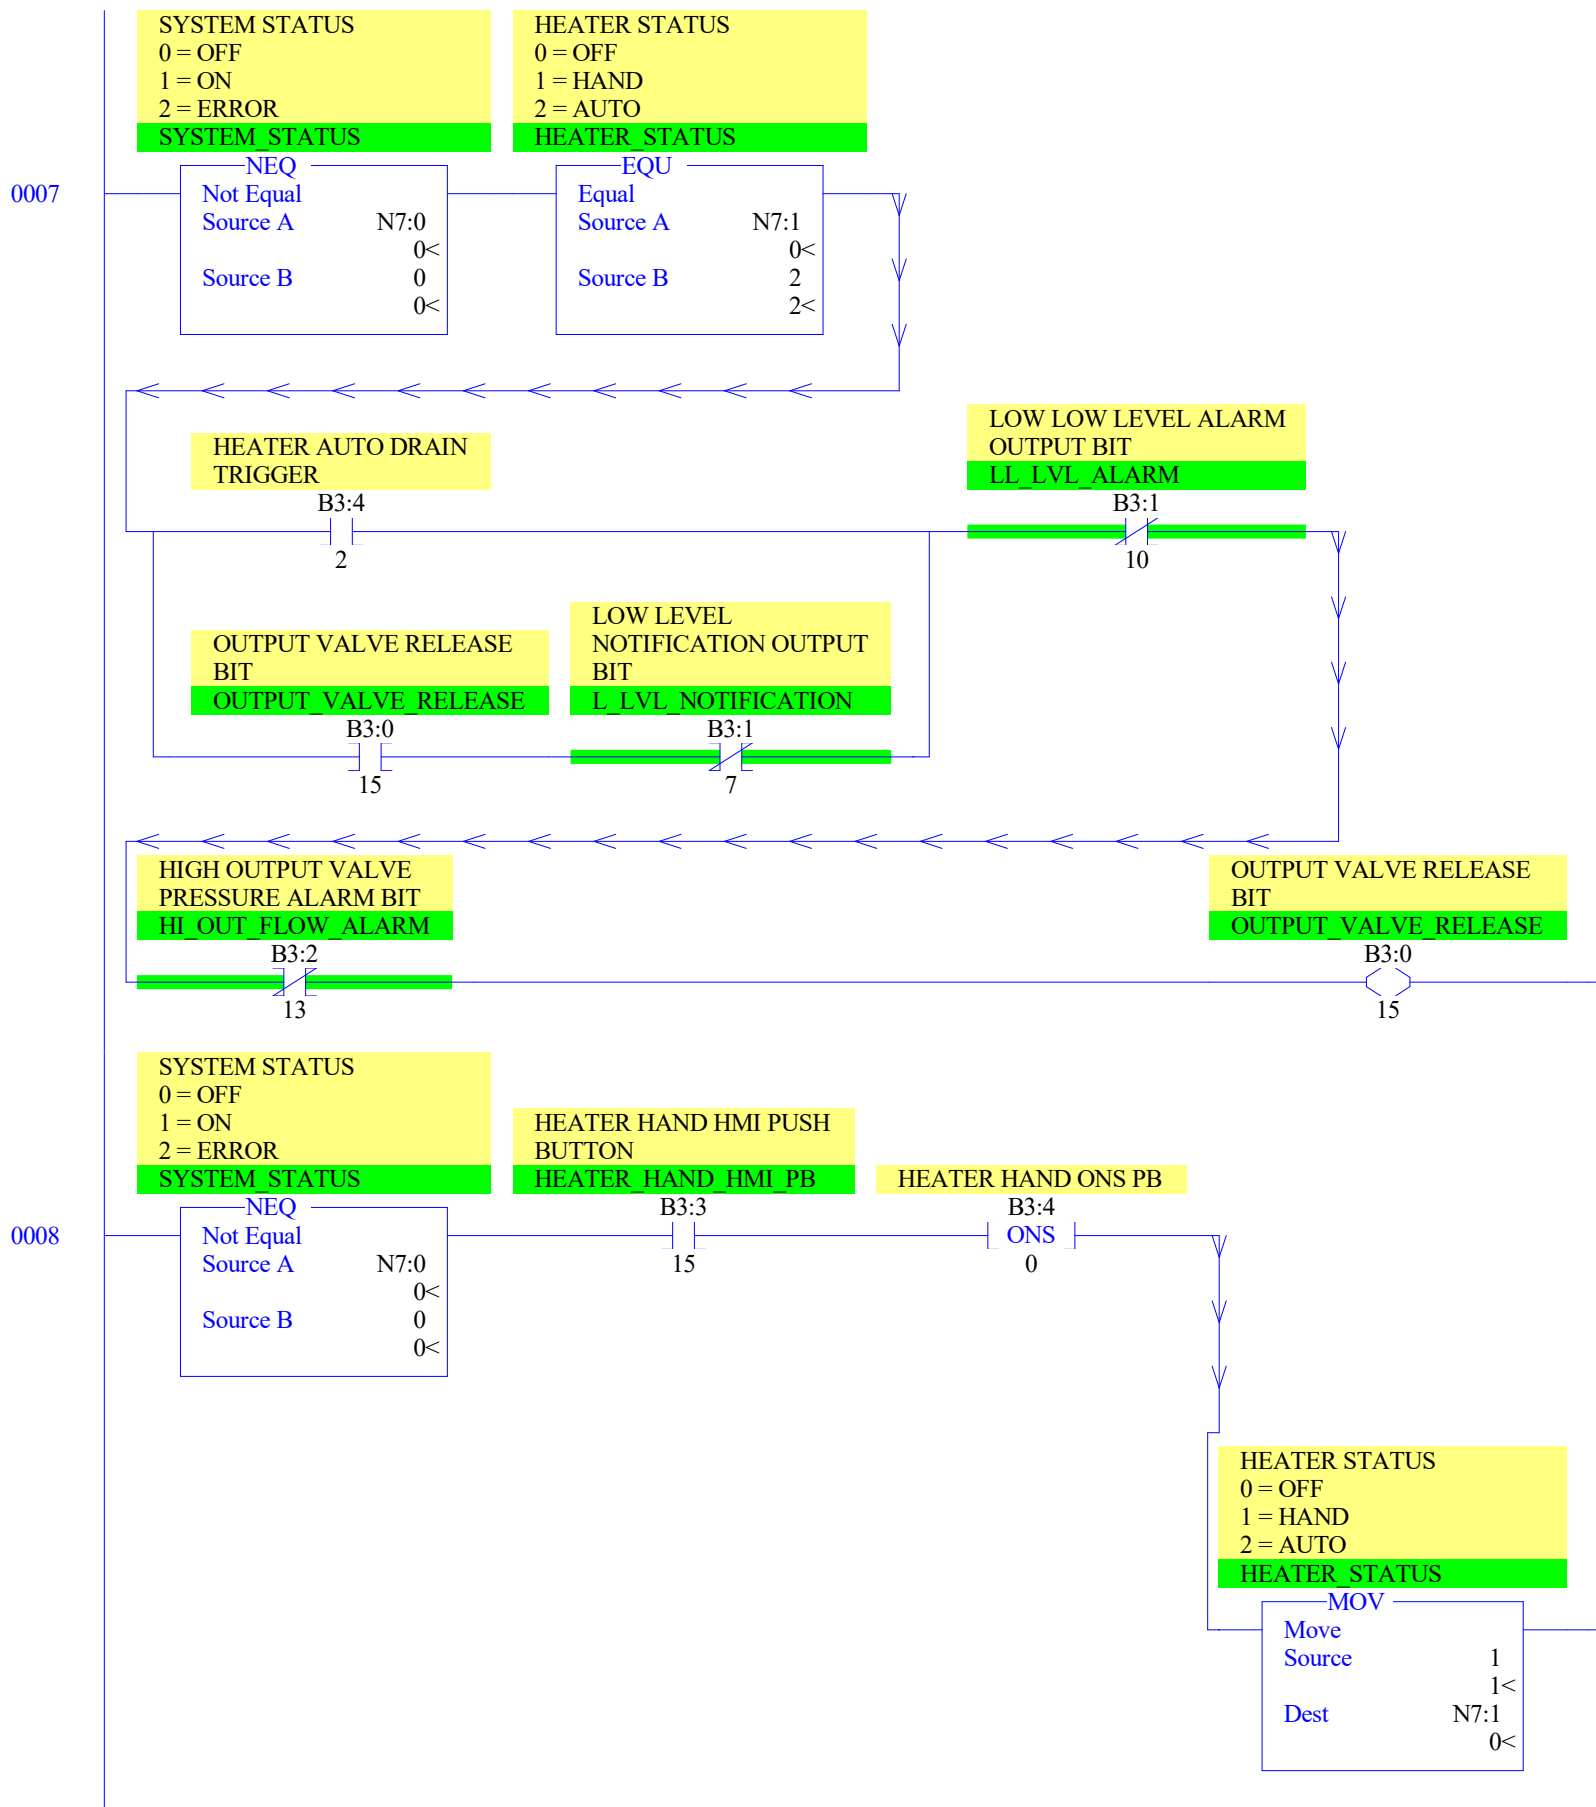 SYSTEM STATUS
0 = OFF
1 = ON
2 = ERROR
SYSTEM_STATUS
HEATER STATUS
0 = OFF
1 = HAND
2 = AUTO
HEATER_STATUS
0007
NEQ
Not Equal
Source A N7:0
0<
Source B 0
0<
EQU
Equal
Source A N7:1
0<
Source B 2
2<
HEATER AUTO DRAIN
TRIGGER
B3:4
2
LOW LOW LEVEL ALARM
OUTPUT BIT
LL_LVL_ALARM
B3:1
10
OUTPUT VALVE RELEASE
BIT
OUTPUT_VALVE_RELEASE
B3:0
15
LOW LEVEL
NOTIFICATION OUTPUT
BIT
L_LVL_NOTIFICATION
B3:1
7
HIGH OUTPUT VALVE
PRESSURE ALARM BIT
HI_OUT_FLOW_ALARM
B3:2
13
OUTPUT VALVE RELEASE
BIT
OUTPUT_VALVE_RELEASE
B3:0
15
SYSTEM STATUS
0 = OFF
1 = ON
2 = ERROR
SYSTEM_STATUS
0008
NEQ
Not Equal
Source A N7:0
0<
Source B 0
0<
HEATER HAND HMI PUSH
BUTTON
HEATER_HAND_HMI_PB
B3:3
15
HEATER HAND ONS PB
B3:4
ONS
0
HEATER STATUS
0 = OFF
1 = HAND
2 = AUTO
HEATER_STATUS
MOV
Move
Source 1
1<
Dest N7:1
0<